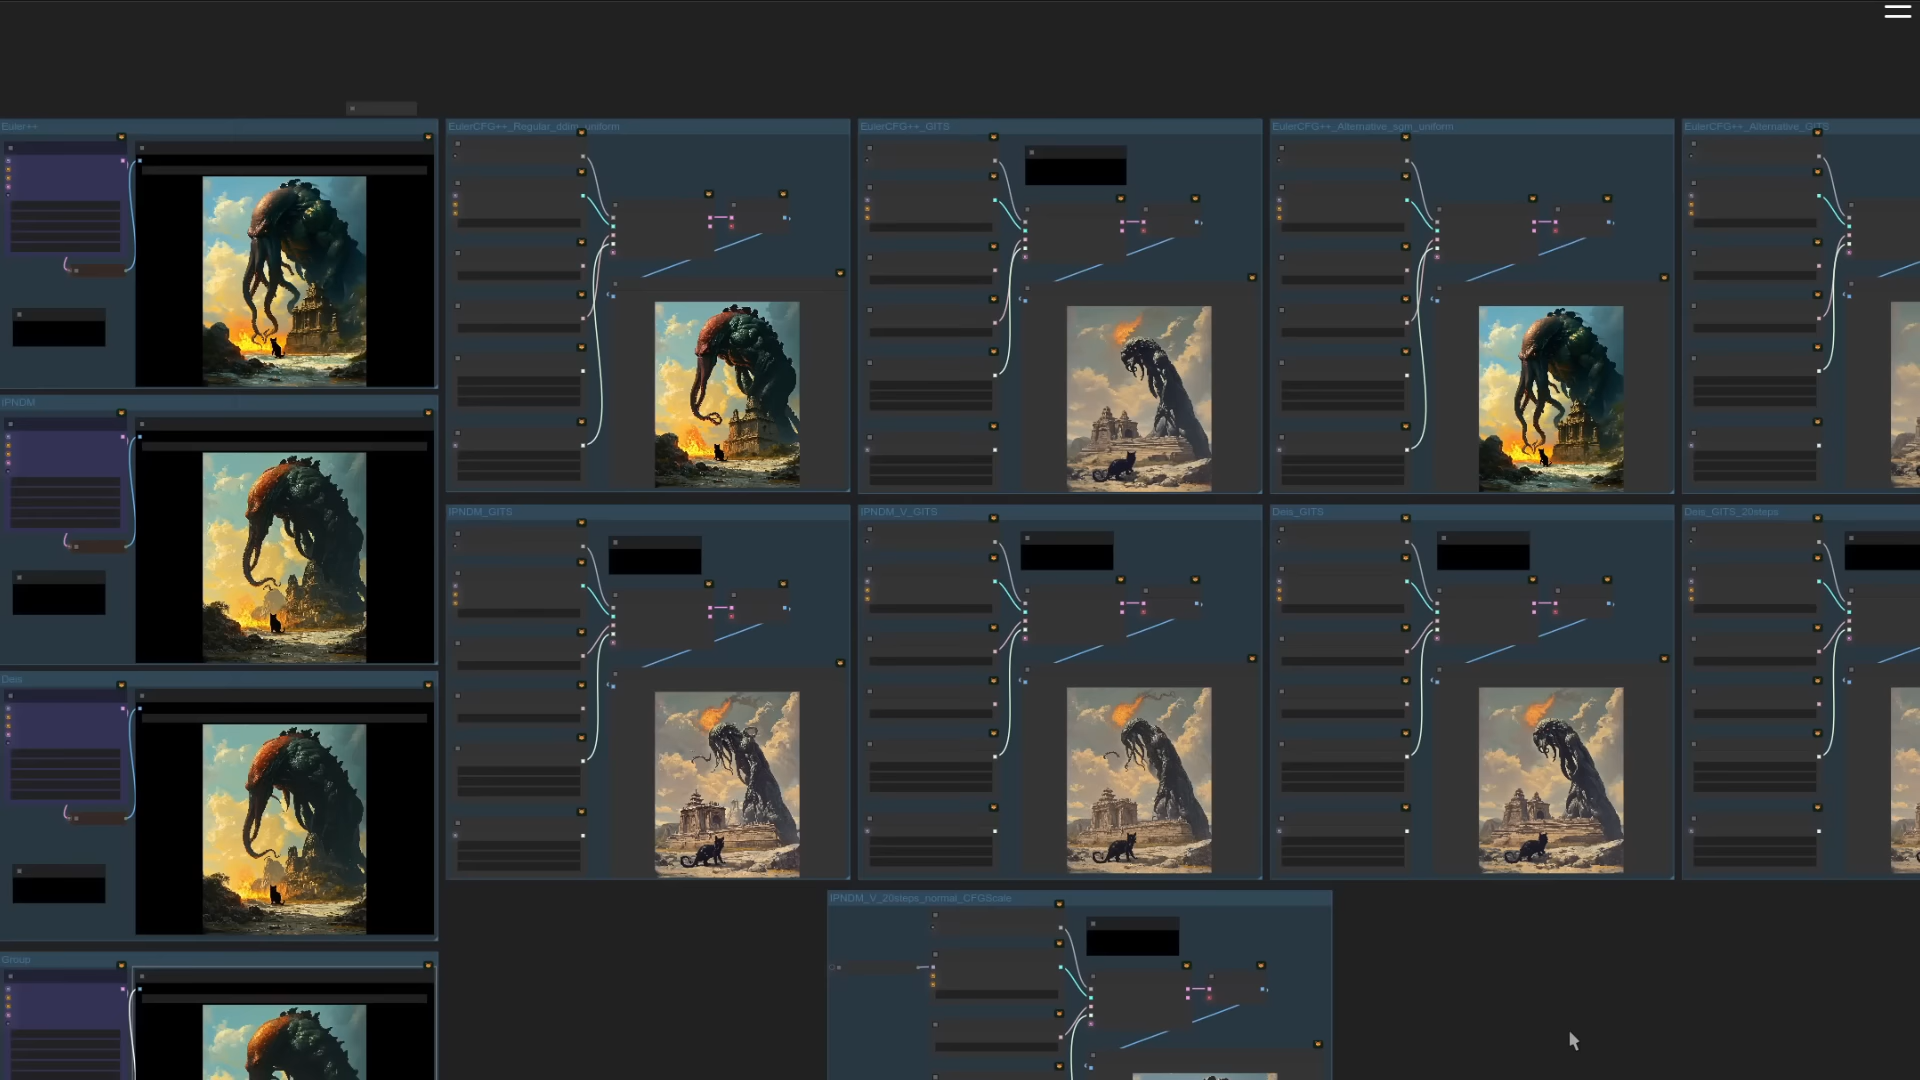 Euler++
EulerCFG++_Regular_ddim_uniform
EulerCFG++_GITS
EulerCFG++_Alternative_sgm_uniform
EulerCFG++_Alternative_GITS
IPNDM
IPNDM_GITS
IPNDM_V_GITS
Deis_GITS
Deis_GITS_20steps
Deis
IPNDM_V_20steps_normal_CFGScale
Group